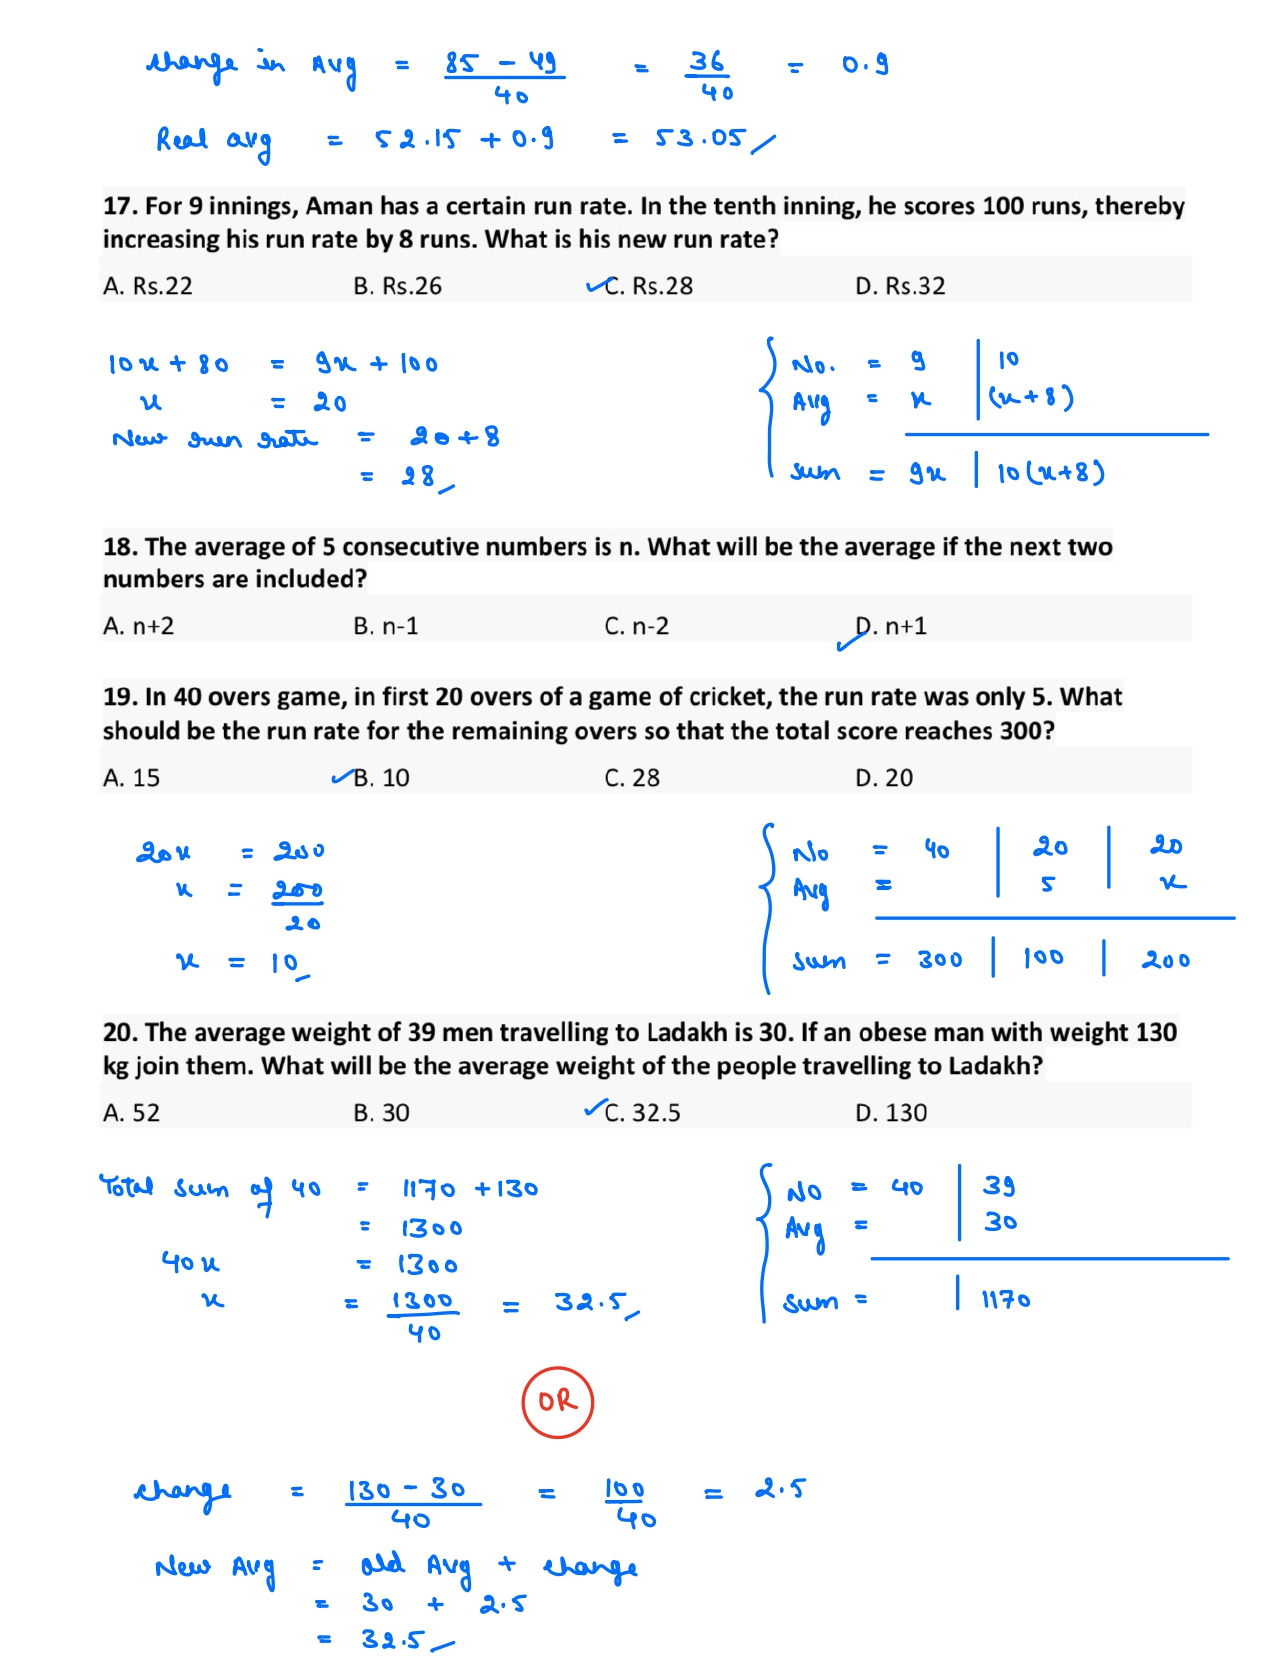 change in Avg = 85 - 49 / 40 = 36 / 40 = 0.9
Real avg = 52.15 + 0.9 = 53.05
17. For 9 innings, Aman has a certain run rate. In the tenth inning, he scores 100 runs, thereby
increasing his run rate by 8 runs. What is his new run rate?
A. Rs.22 B. Rs.26 C. Rs.28 D. Rs.32
10x + 80 = 9x + 100
x = 20
New run rate = 20 + 8
= 28
No. = 9 | 10
Avg = x | (x+8)
Sum = 9x | 10(x+8)
18. The average of 5 consecutive numbers is n. What will be the average if the next two
numbers are included?
A. n+2 B. n-1 C. n-2 D. n+1
19. In 40 overs game, in first 20 overs of a game of cricket, the run rate was only 5. What
should be the run rate for the remaining overs so that the total score reaches 300?
A. 15 B. 10 C. 28 D. 20
20x = 200
x = 200 / 20
x = 10
No = 40 | 20 | 20
Avg = | 5 | x
Sum = 300 | 100 | 200
20. The average weight of 39 men travelling to Ladakh is 30. If an obese man with weight 130
kg join them. What will be the average weight of the people travelling to Ladakh?
A. 52 B. 30 C. 32.5 D. 130
Total Sum of 40 = 1170 + 130
= 1300
40x = 1300
x = 1300 / 40 = 32.5
No = 40 | 39
Avg = | 30
Sum = | 1170
OR
change = 130 - 30 / 40 = 100 / 40 = 2.5
New Avg = old Avg + change
= 30 + 2.5
= 32.5